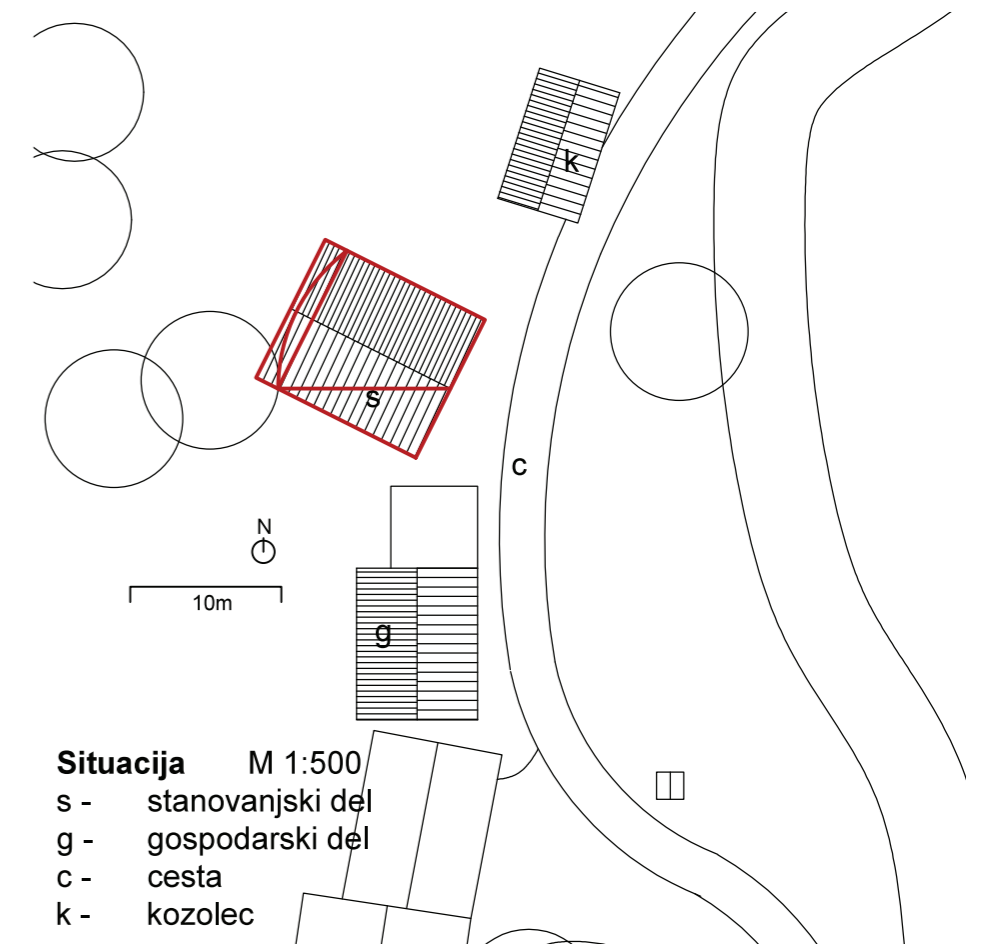 k
s
c
N
10m
g
Situacija M 1:500
s - stanovanjski del
g - gospodarski del
c - cesta
k - kozolec